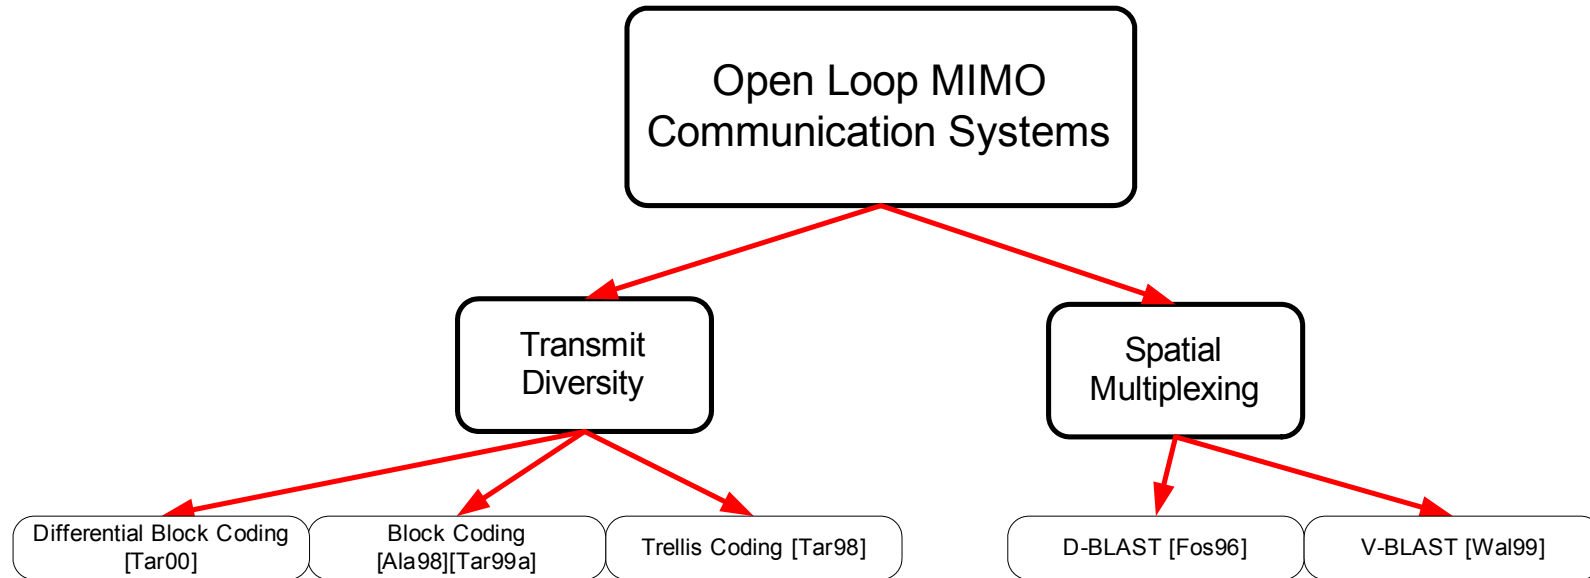 Open Loop MIMO
Communication Systems
Transmit
Diversity
Spatial
Multiplexing
Differential Block Coding
[Tar00]
Block Coding
[Ala98][Tar99a]
Trellis Coding [Tar98]
D-BLAST [Fos96]
V-BLAST [Wal99]